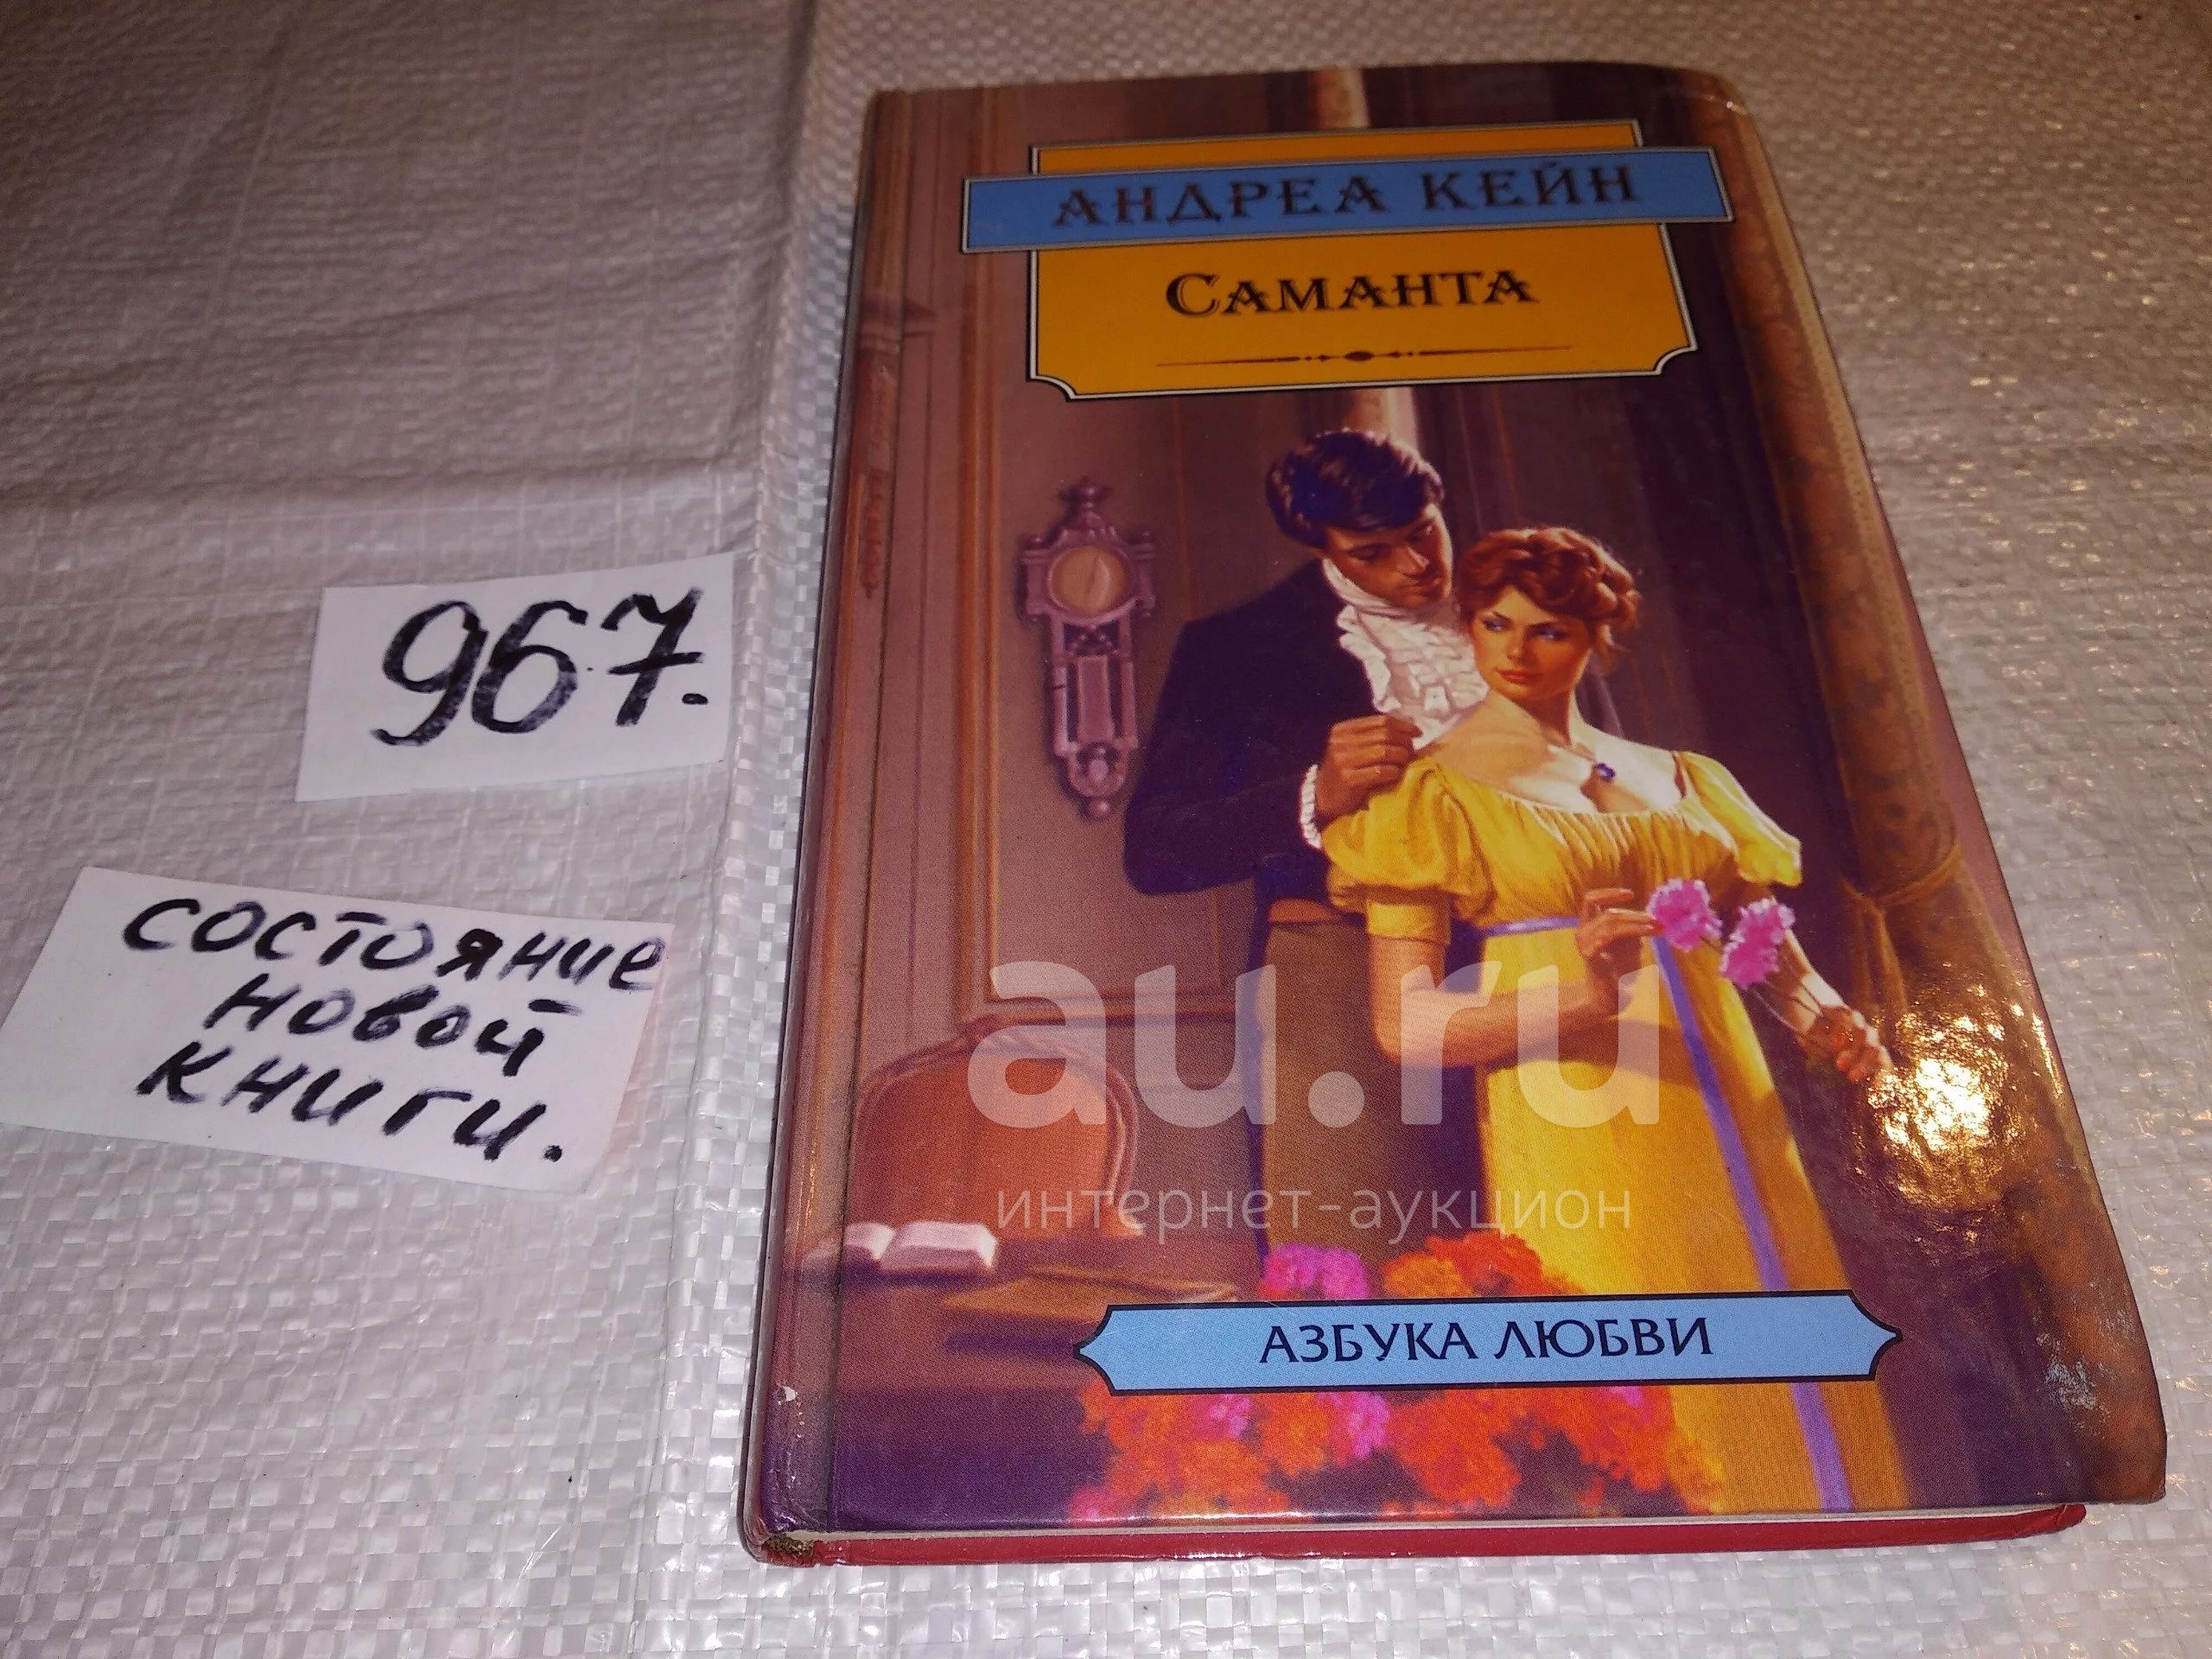 АНДРЕА КЕЙН
САМАНТА
967.
состояние
новой
книги.
au.ru
интернет-аукцион
АЗБУКА ЛЮБВИ